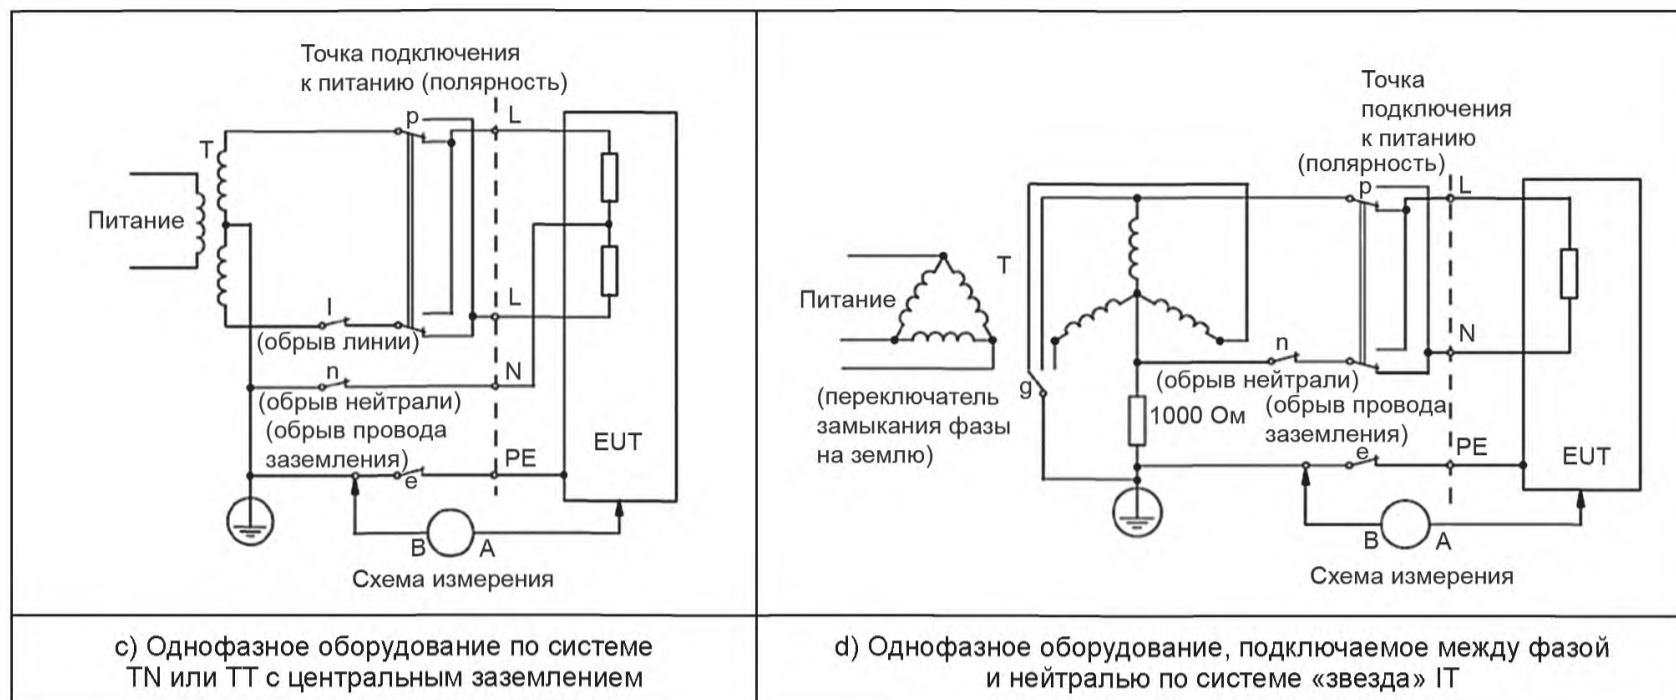 Точка подключения
к питанию (полярность)
p
L
T
Питание
L
l
(обрыв линии)
n
N
(обрыв нейтрали)
(обрыв провода
заземления)
e
PE
EUT
B
A
Схема измерения
c) Однофазное оборудование по системе
TN или TT с центральным заземлением
Точка
подключения
к питанию
(полярность)
p
L
T
Питание
N
n
(обрыв нейтрали)
g
(переключатель
замыкания фазы
на землю)
1000 Ом
(обрыв провода
заземления)
e
PE
EUT
B
A
Схема измерения
d) Однофазное оборудование, подключаемое между фазой
и нейтралью по системе «звезда» IT